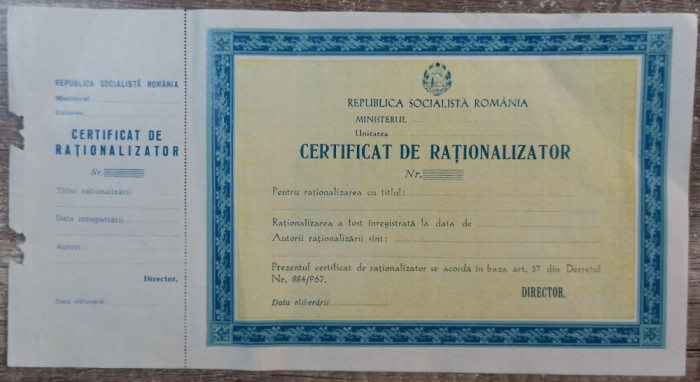 REPUBLICA SOCIALISTĂ ROMÂNIA
Ministerul
Unitatea
CERTIFICAT DE
RAȚIONALIZATOR
Nr.
Titlul raționalizării
Data înregistrării
Autori
Director,
Data eliberării
REPUBLICA SOCIALISTĂ ROMÂNIA
MINISTERUL
Unitatea
CERTIFICAT DE RAȚIONALIZATOR
Nr.
Pentru raționalizarea cu titlul:
Raționalizarea a fost înregistrată la data de
Autorii raționalizării sînt:
Prezentul certificat de raționalizator se acordă în baza art. 37 din Decretul
Nr. 884/967.
DIRECTOR,
Data eliberării